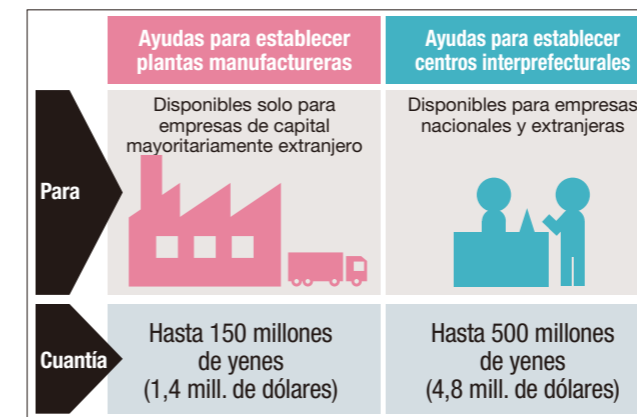 Ayudas para establecer
plantas manufactureras
Ayudas para establecer
centros interprefecturales
Para
Disponibles solo para
empresas de capital
mayoritariamente extranjero
Disponibles para empresas
nacionales y extranjeras
Cuantía
Hasta 150 millones
de yenes
(1,4 mill. de dólares)
Hasta 500 millones
de yenes
(4,8 mill. de dólares)